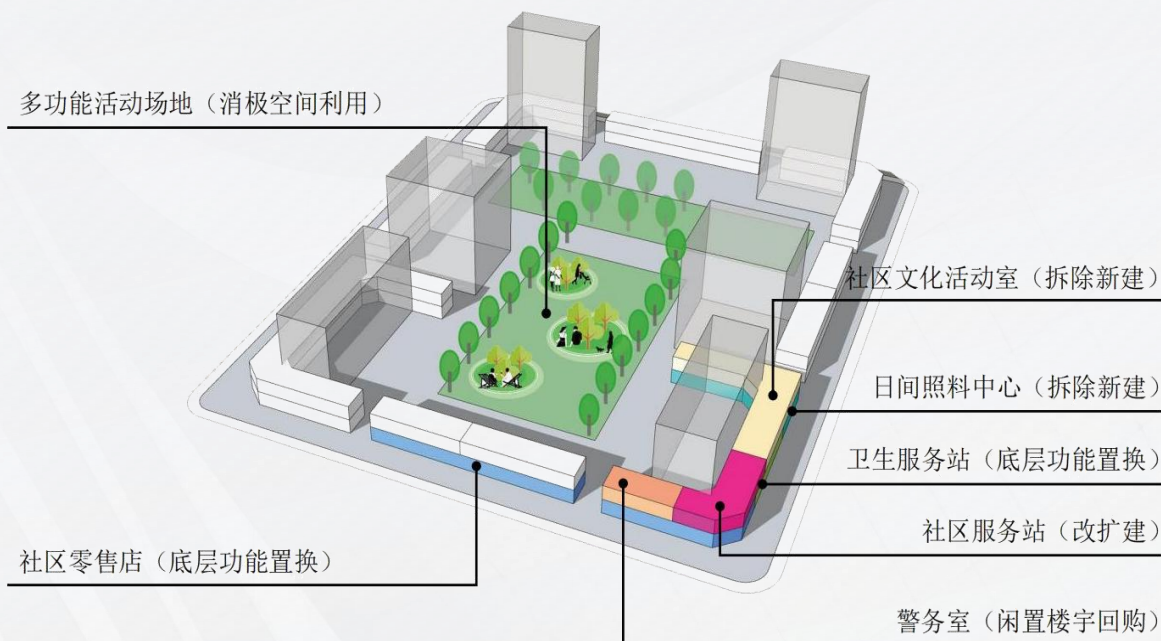 多功能活动场地（消极空间利用）
社区文化活动室（拆除新建）
日间照料中心（拆除新建）
卫生服务站（底层功能置换）
社区服务站（改扩建）
社区零售店（底层功能置换）
警务室（闲置楼宇回购）